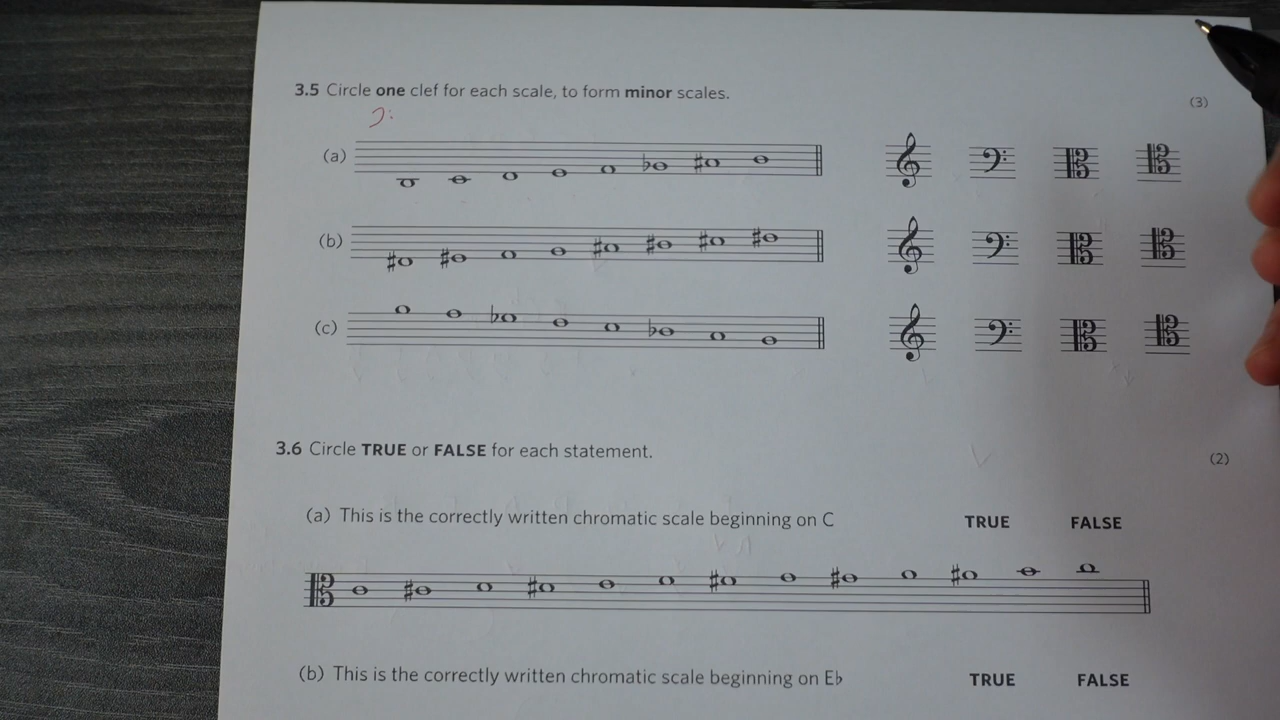 3.5 Circle one clef for each scale, to form minor scales.
(3)
(a)
(b)
(c)
3.6 Circle TRUE or FALSE for each statement.
(2)
(a) This is the correctly written chromatic scale beginning on C TRUE FALSE
(b) This is the correctly written chromatic scale beginning on E♭ TRUE FALSE